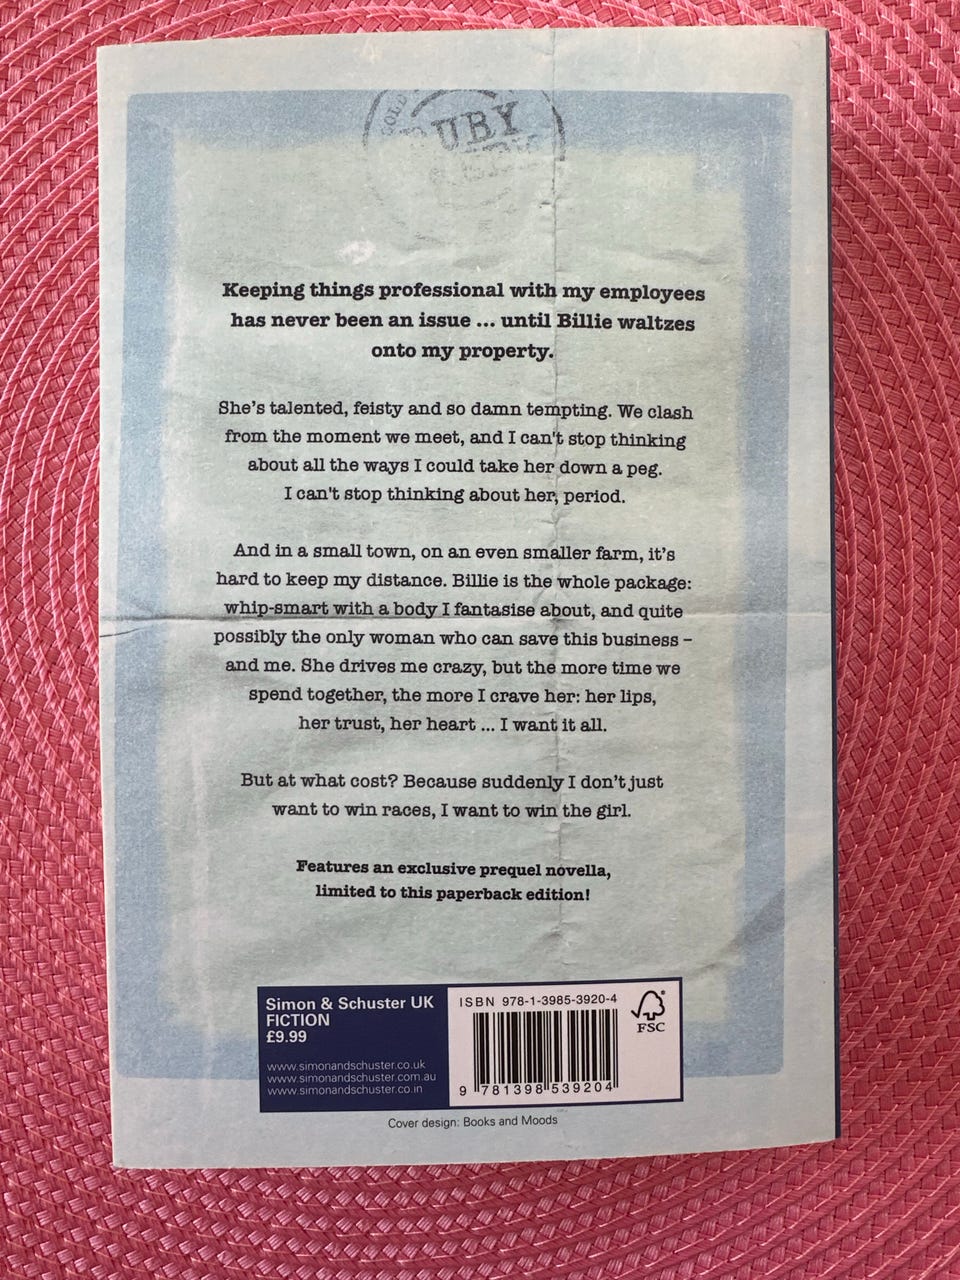 GOLD
RUBY
CREEK
Keeping things professional with my employees
has never been an issue ... until Billie waltzes
onto my property.
She's talented, feisty and so damn tempting. We clash
from the moment we meet, and I can't stop thinking
about all the ways I could take her down a peg.
I can't stop thinking about her, period.
And in a small town, on an even smaller farm, it's
hard to keep my distance. Billie is the whole package:
whip-smart with a body I fantasise about, and quite
possibly the only woman who can save this business –
and me. She drives me crazy, but the more time we
spend together, the more I crave her: her lips,
her trust, her heart ... I want it all.
But at what cost? Because suddenly I don't just
want to win races, I want to win the girl.
Features an exclusive prequel novella,
limited to this paperback edition!
Simon & Schuster UK
FICTION
£9.99
www.simonandschuster.co.uk
www.simonandschuster.com.au
www.simonandschuster.co.in
ISBN 978-1-3985-3920-4
9 781398 539204
FSC
Cover design: Books and Moods